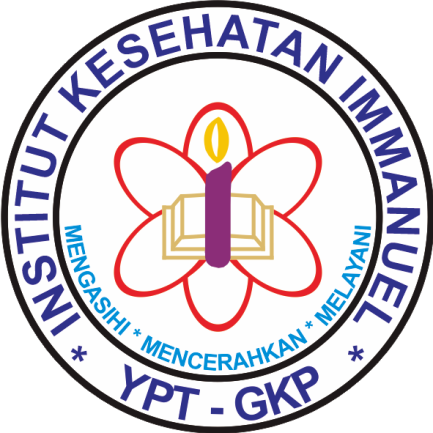 INSTITUT KESEHATAN IMMANUEL
MENGASIHI * MENCERAHKAN * MELAYANI
* YPT - GKP *